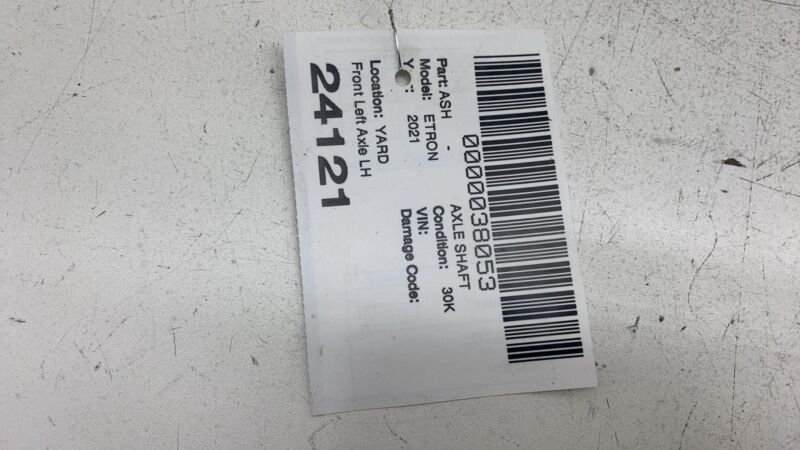 0000038053
Part: ASH - AXLE SHAFT
Model: ETRON Condition: 30K
2021 VIN:
Damage Code:
Location: YARD
Front Left Axle LH
24121